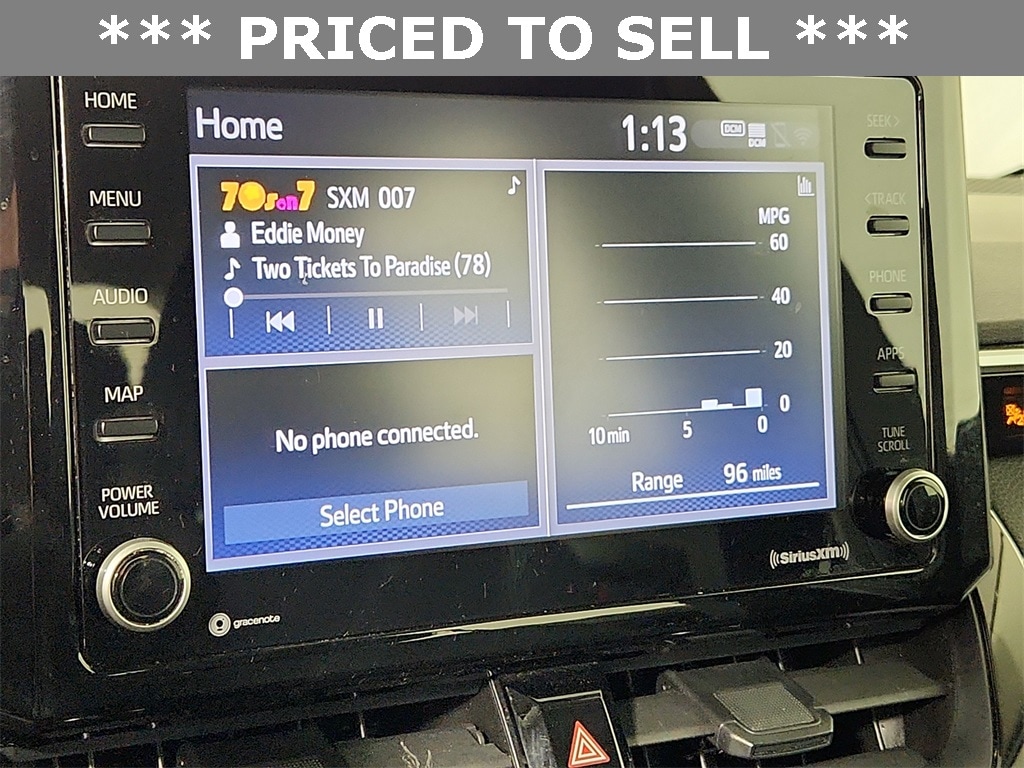 *** PRICED TO SELL ***
HOME
MENU
AUDIO
MAP
POWER
VOLUME
Home
1:13
DCM
DCM
70s on 7 SXM 007
Eddie Money
Two Tickets To Paradise (78)
No phone connected.
Select Phone
MPG
60
40
20
0
10 min 5 0
Range 96 miles
SEEK >
< TRACK
PHONE
APPS
TUNE
SCROLL
((SiriusXM))
gracenote